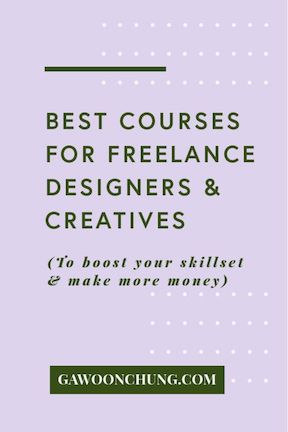 BEST COURSES
FOR FREELANCE
DESIGNERS &
CREATIVES
(To boost your skillset
& make more money)
GAWOONCHUNG.COM